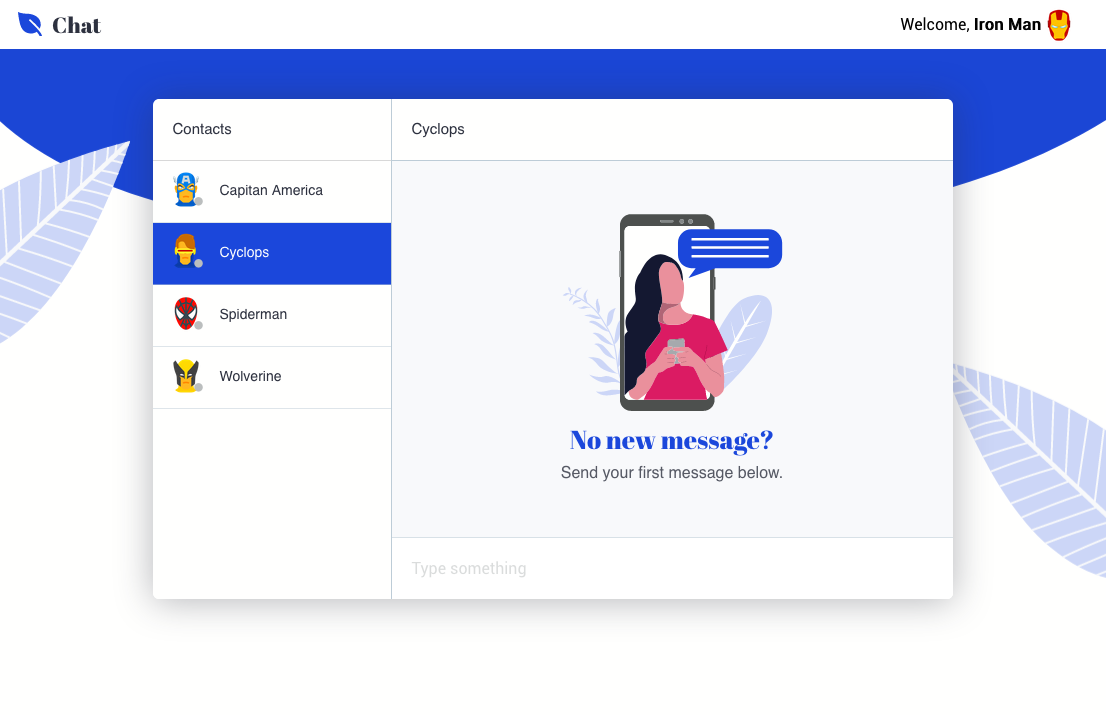 Chat
Welcome, Iron Man
Contacts
Cyclops
Capitan America
Cyclops
Spiderman
Wolverine
No new message?
Send your first message below.
Type something